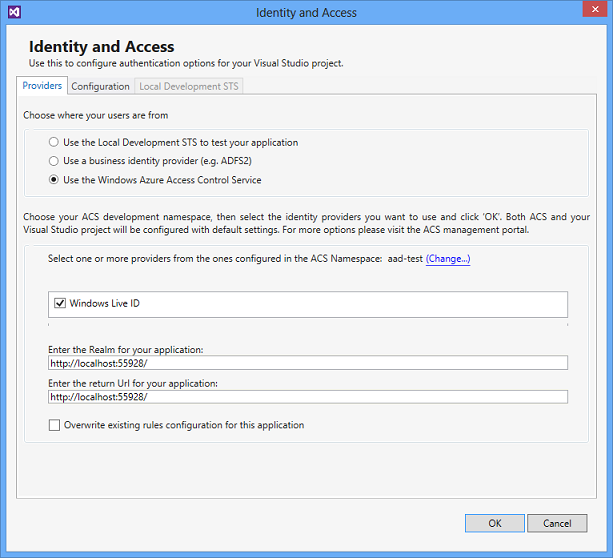 Identity and Access
Identity and Access
Use this to configure authentication options for your Visual Studio project.
Providers Configuration Local Development STS
Choose where your users are from
Use the Local Development STS to test your application
Use a business identity provider (e.g. ADFS2)
Use the Windows Azure Access Control Service
Choose your ACS development namespace, then select the identity providers you want to use and click 'OK'. Both ACS and your
Visual Studio project will be configured with default settings. For more options please visit the ACS management portal.
Select one or more providers from the ones configured in the ACS Namespace: aad-test (Change...)
Windows Live ID
Enter the Realm for your application:
http://localhost:55928/
Enter the return Url for your application:
http://localhost:55928/
Overwrite existing rules configuration for this application
OK Cancel